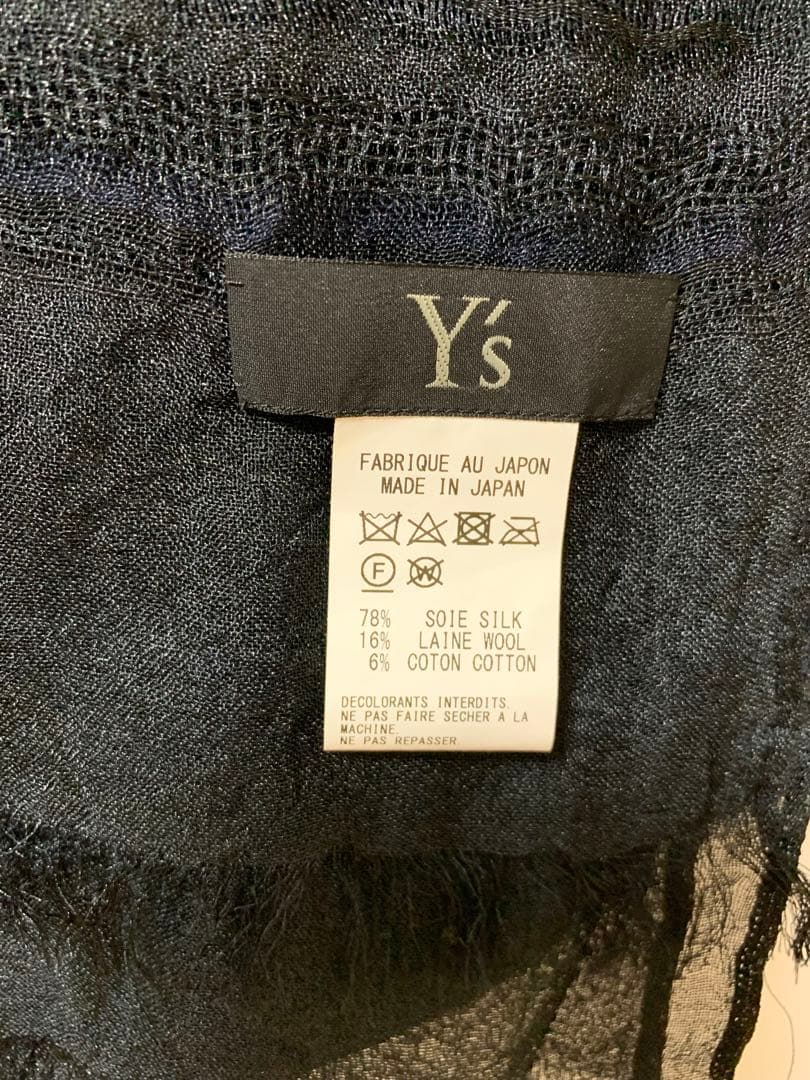 Y's
FABRIQUE AU JAPON
MADE IN JAPAN
F W
78% SOIE SILK
16% LAINE WOOL
6% COTON COTTON
DECOLORANTS INTERDITS.
NE PAS FAIRE SECHER A LA
MACHINE.
NE PAS REPASSER